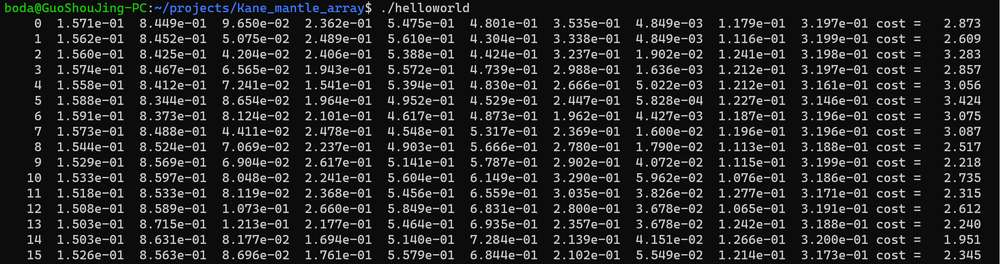 boda@GuoShouJing-PC:~/projects/Kane_mantle_array$ ./helloworld
0 1.571e-01 8.449e-01 9.650e-02 2.362e-01 5.475e-01 4.801e-01 3.535e-01 4.849e-03 1.179e-01 3.197e-01 cost = 2.873
1 1.562e-01 8.452e-01 5.075e-02 2.489e-01 5.610e-01 4.304e-01 3.338e-01 4.849e-03 1.116e-01 3.199e-01 cost = 2.609
2 1.560e-01 8.425e-01 4.204e-02 2.406e-01 5.388e-01 4.424e-01 3.237e-01 1.902e-02 1.241e-01 3.198e-01 cost = 3.283
3 1.574e-01 8.467e-01 6.565e-02 1.943e-01 5.572e-01 4.739e-01 2.988e-01 1.636e-03 1.212e-01 3.197e-01 cost = 2.857
4 1.558e-01 8.412e-01 7.241e-02 1.541e-01 5.394e-01 4.830e-01 2.666e-01 5.022e-03 1.212e-01 3.161e-01 cost = 3.056
5 1.588e-01 8.344e-01 8.654e-02 1.964e-01 4.952e-01 4.529e-01 2.447e-01 5.828e-04 1.227e-01 3.146e-01 cost = 3.424
6 1.591e-01 8.373e-01 8.124e-02 2.101e-01 4.617e-01 4.873e-01 1.962e-01 4.427e-03 1.187e-01 3.196e-01 cost = 3.075
7 1.573e-01 8.488e-01 4.411e-02 2.478e-01 4.548e-01 5.317e-01 2.369e-01 1.600e-02 1.196e-01 3.196e-01 cost = 3.087
8 1.544e-01 8.524e-01 7.069e-02 2.237e-01 4.903e-01 5.666e-01 2.780e-01 1.790e-02 1.113e-01 3.188e-01 cost = 2.517
9 1.529e-01 8.569e-01 6.904e-02 2.617e-01 5.141e-01 5.787e-01 2.902e-01 4.072e-02 1.115e-01 3.199e-01 cost = 2.218
10 1.533e-01 8.597e-01 8.048e-02 2.241e-01 5.604e-01 6.149e-01 3.290e-01 5.962e-02 1.076e-01 3.186e-01 cost = 2.735
11 1.518e-01 8.533e-01 8.119e-02 2.368e-01 5.456e-01 6.559e-01 3.035e-01 3.826e-02 1.277e-01 3.171e-01 cost = 2.315
12 1.508e-01 8.589e-01 1.073e-01 2.660e-01 5.849e-01 6.831e-01 2.800e-01 3.678e-02 1.065e-01 3.191e-01 cost = 2.612
13 1.503e-01 8.715e-01 1.213e-01 2.177e-01 5.464e-01 6.935e-01 2.357e-01 3.678e-02 1.242e-01 3.188e-01 cost = 2.240
14 1.503e-01 8.631e-01 8.177e-02 1.694e-01 5.140e-01 7.284e-01 2.139e-01 4.151e-02 1.266e-01 3.200e-01 cost = 1.951
15 1.526e-01 8.563e-01 8.696e-02 1.761e-01 5.579e-01 6.844e-01 2.102e-01 5.549e-02 1.214e-01 3.173e-01 cost = 2.345